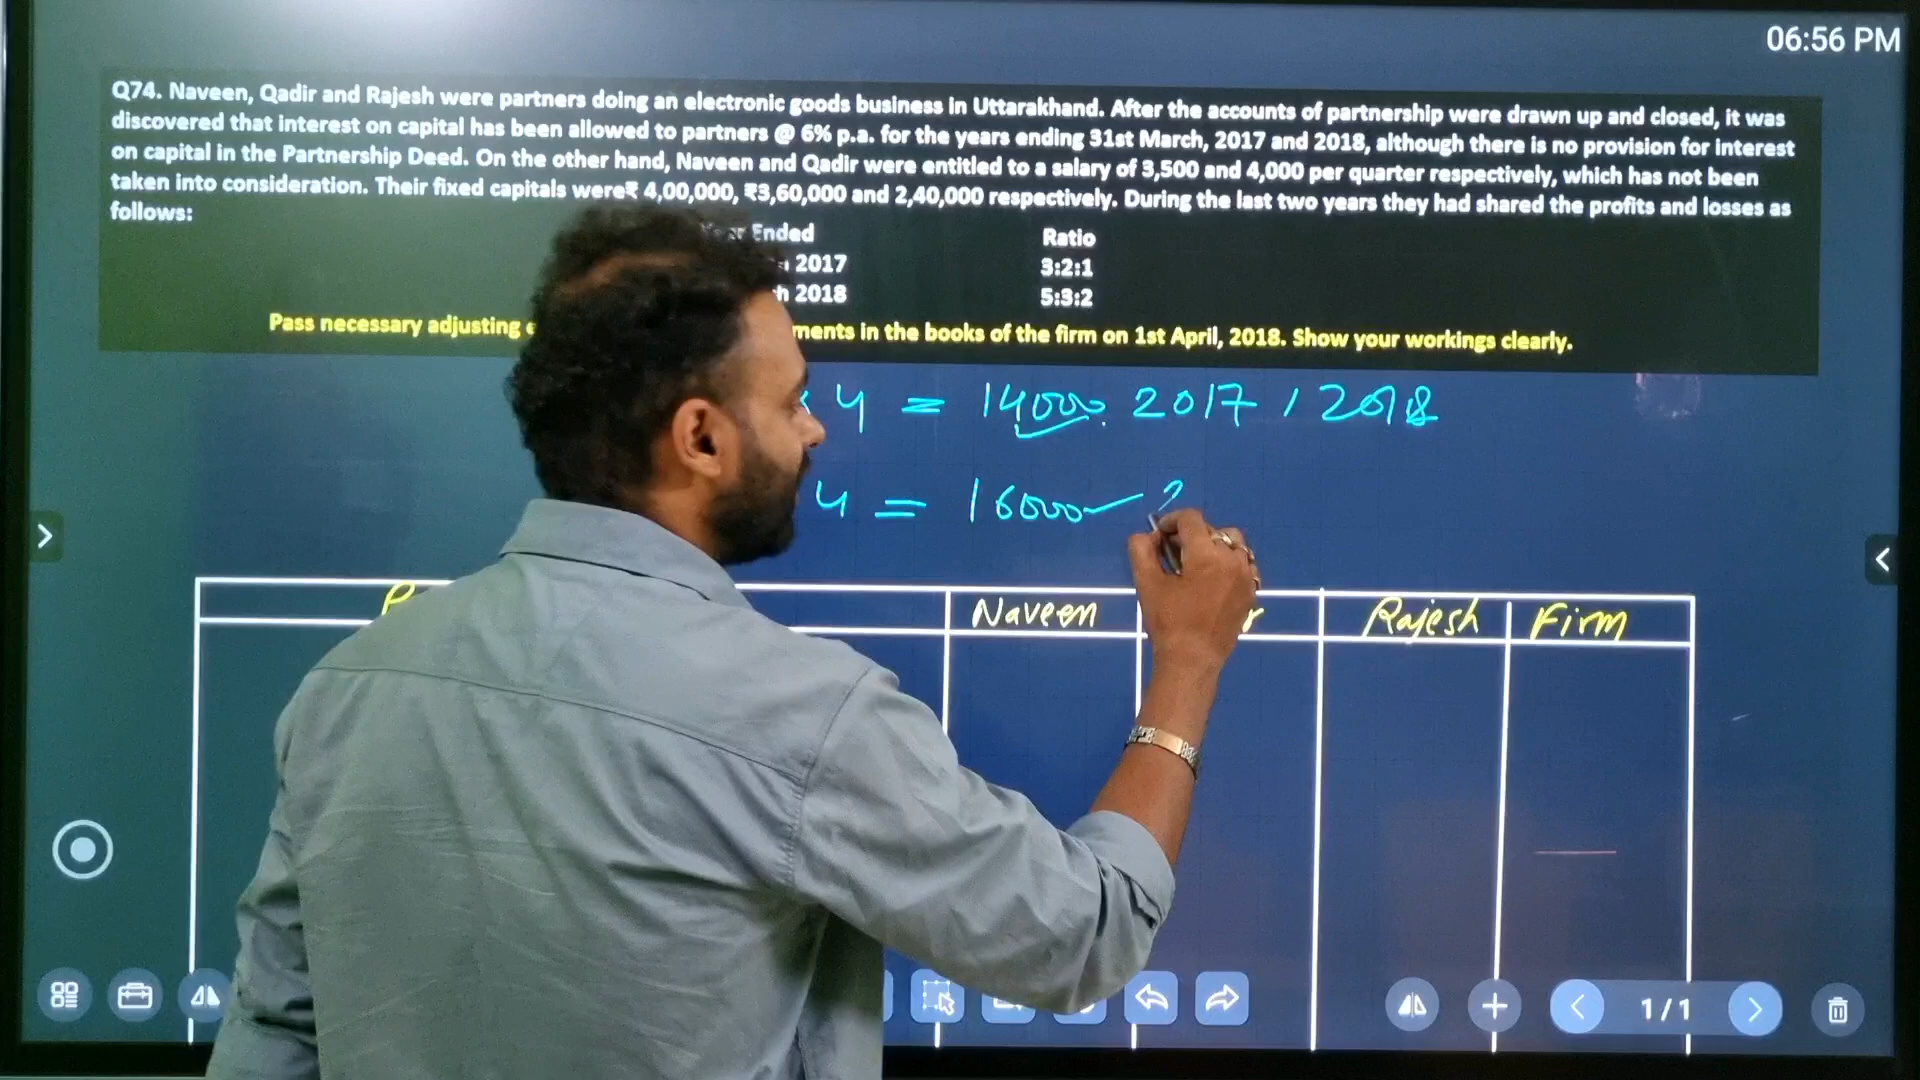 06:56 PM
Q74. Naveen, Qadir and Rajesh were partners doing an electronic goods business in Uttarakhand. After the accounts of partnership were drawn up and closed, it was
discovered that interest on capital has been allowed to partners @ 6% p.a. for the years ending 31st March, 2017 and 2018, although there is no provision for interest
on capital in the Partnership Deed. On the other hand, Naveen and Qadir were entitled to a salary of 3,500 and 4,000 per quarter respectively, which has not been
taken into consideration. Their fixed capitals were₹ 4,00,000, ₹3,60,000 and 2,40,000 respectively. During the last two years they had shared the profits and losses as
follows:
Ended Ratio
2017 3:2:1
2018 5:3:2
Pass necessary adjusting in the books of the firm on 1st April, 2018. Show your workings clearly.
4 = 14000 2017 / 2018
4 = 16000
Naveen Rajesh Firm
1/1